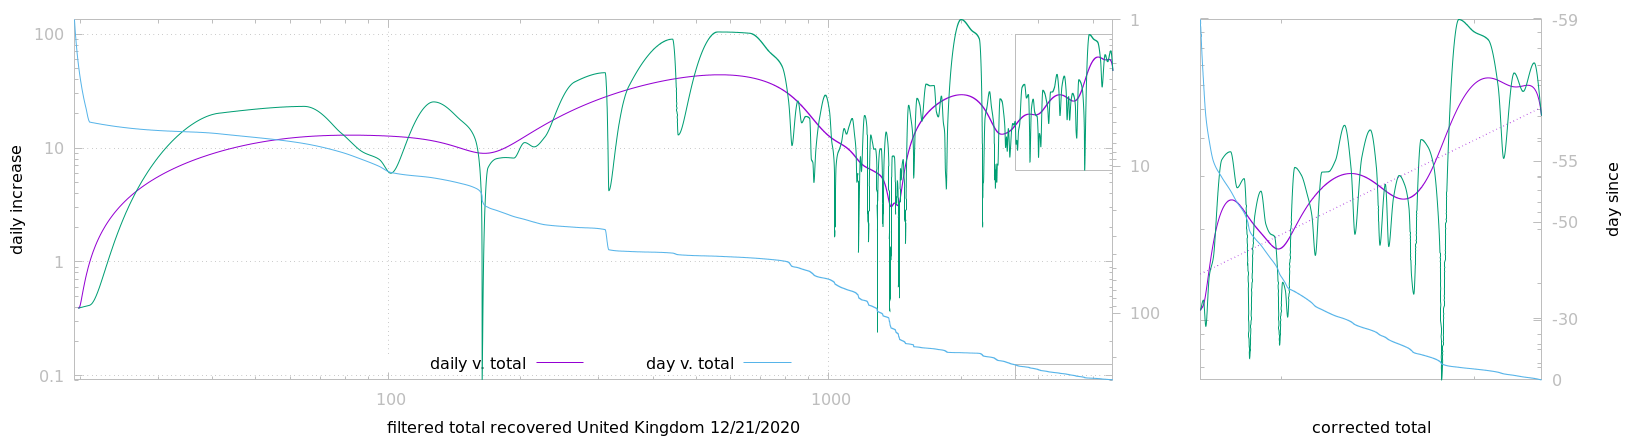 100
10
1
0.1
daily increase
100
1000
daily v. total
day v. total
filtered total recovered United Kingdom 12/21/2020
1
10
100
-59
-55
-50
-30
0
day since
corrected total